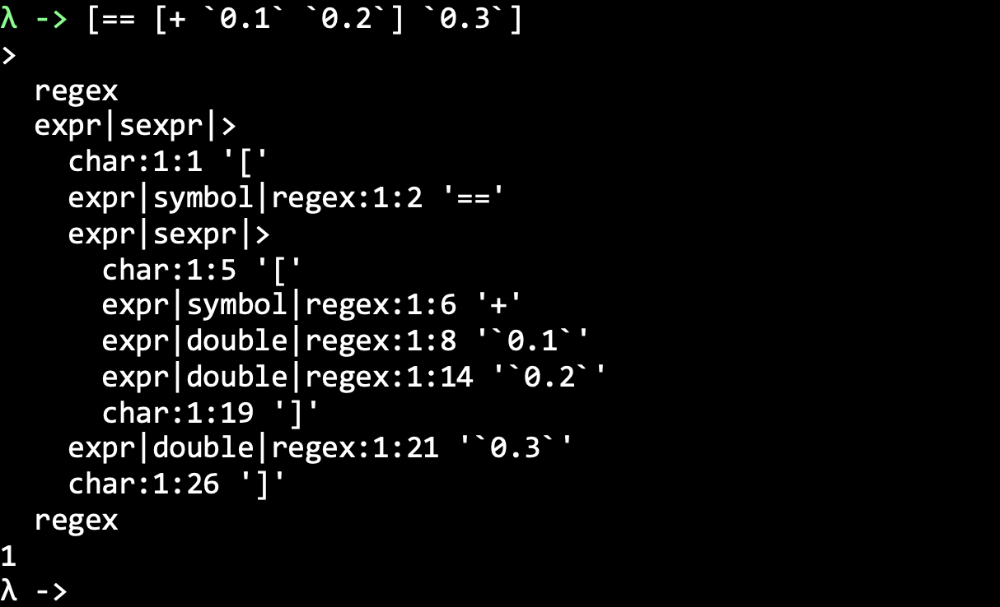 λ -> [== [+ `0.1` `0.2`] `0.3`]
>
  regex
  expr|sexpr|>
    char:1:1 '['
    expr|symbol|regex:1:2 '=='
    expr|sexpr|>
      char:1:5 '['
      expr|symbol|regex:1:6 '+'
      expr|double|regex:1:8 '`0.1`'
      expr|double|regex:1:14 '`0.2`'
      char:1:19 ']'
    expr|double|regex:1:21 '`0.3`'
    char:1:26 ']'
  regex
1
λ ->